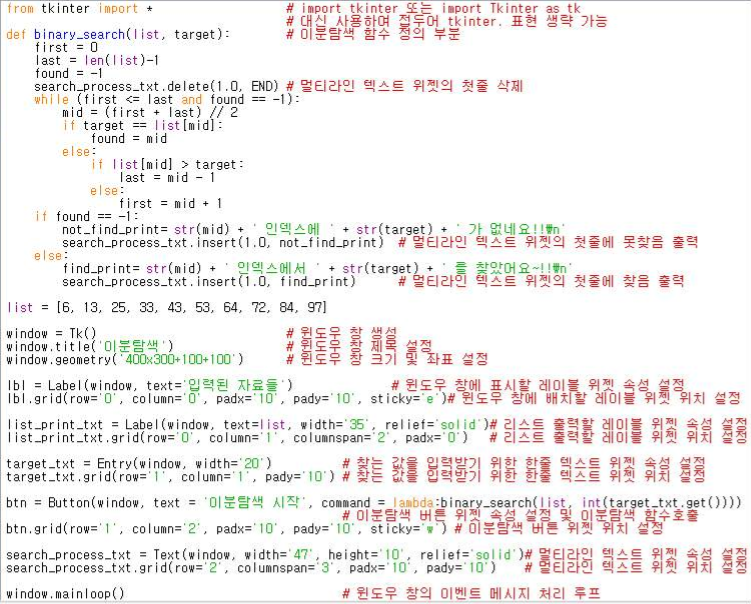 from tkinter import * # import tkinter 또는 import Tkinter as tk
# 대신 사용하여 접두어 tkinter. 표현 생략 가능
def binary_search(list, target): # 이분탐색 함수 정의 부분
first = 0
last = len(list)-1
found = -1
search_process_txt.delete(1.0, END) # 멀티라인 텍스트 위젯의 첫줄 삭제
while (first <= last and found == -1):
mid = (first + last) // 2
if target == list[mid]:
found = mid
else:
if list[mid] > target:
last = mid - 1
else:
first = mid + 1
if found == -1:
not_find_print= str(mid) + ' 인덱스에 ' + str(target) + ' 가 없네요!!₩n'
search_process_txt.insert(1.0, not_find_print) # 멀티라인 텍스트 위젯의 첫줄에 못찾음 출력
else:
find_print= str(mid) + ' 인덱스에서 ' + str(target) + ' 를 찾았어요~!!₩n'
search_process_txt.insert(1.0, find_print) # 멀티라인 텍스트 위젯의 첫줄에 찾음 출력
list = [6, 13, 25, 33, 43, 53, 64, 72, 84, 97]
window = Tk() # 윈도우 창 생성
window.title('이분탐색') # 윈도우 창 제목 설정
window.geometry('400x300+100+100') # 윈도우 창 크기 및 좌표 설정
lbl = Label(window, text='입력된 자료들') # 윈도우 창에 표시할 레이블 위젯 속성 설정
lbl.grid(row='0', column='0', padx='10', pady='10', sticky='e')# 윈도우 창에 배치할 레이블 위젯 위치 설정
list_print_txt = Label(window, text=list, width='35', relief='solid')# 리스트 출력할 레이블 위젯 속성 설정
list_print_txt.grid(row='0', column='1', columnspan='2', padx='0') # 리스트 출력할 레이블 위젯 위치 설정
target_txt = Entry(window, width='20') # 찾는 값을 입력받기 위한 한줄 텍스트 위젯 속성 설정
target_txt.grid(row='1', column='1', pady='10') # 찾는 값을 입력받기 위한 한줄 텍스트 위젯 위치 설정
btn = Button(window, text = '이분탐색 시작', command = lambda:binary_search(list, int(target_txt.get())))
# 이분탐색 버튼 위젯 속성 설정 및 이분탐색 함수호출
btn.grid(row='1', column='2', padx='10', pady='10', sticky='w') # 이분탐색 버튼 위젯 위치 설정
search_process_txt = Text(window, width='47', height='10', relief='solid')# 멀티라인 텍스트 위젯 속성 설정
search_process_txt.grid(row='2', columnspan='3', padx='10', pady='10') # 멀티라인 텍스트 위젯 위치 설정
window.mainloop() # 윈도우 창의 이벤트 메시지 처리 루프